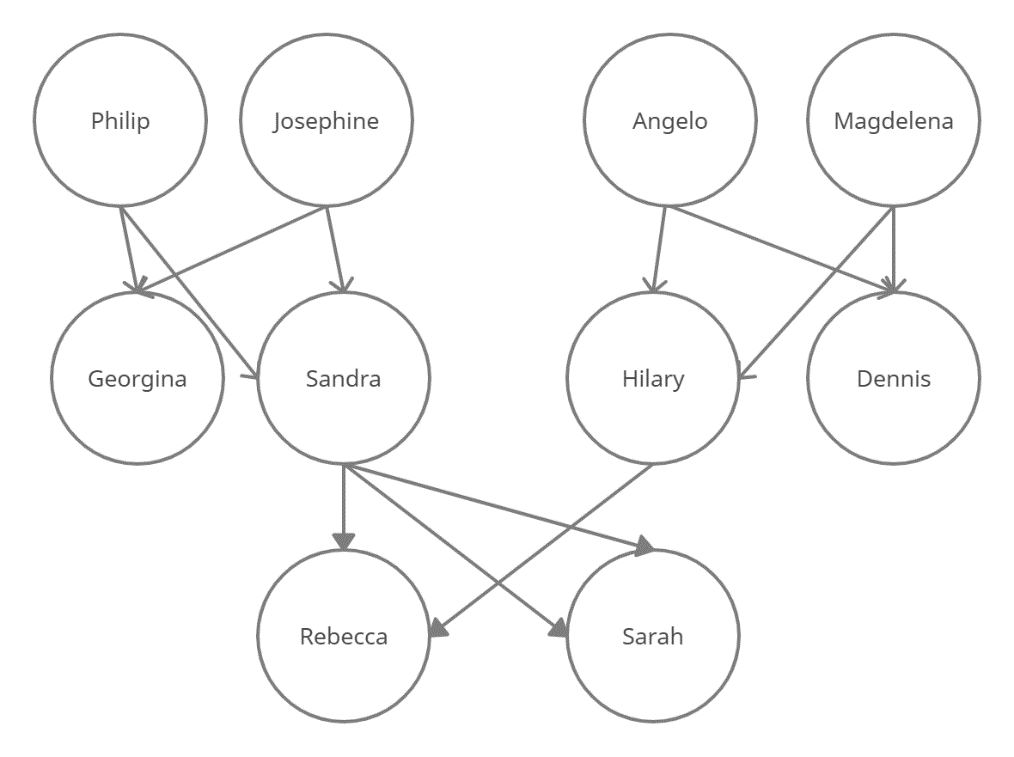 Philip
Josephine
Angelo
Magdelena
Georgina
Sandra
Hilary
Dennis
Rebecca
Sarah